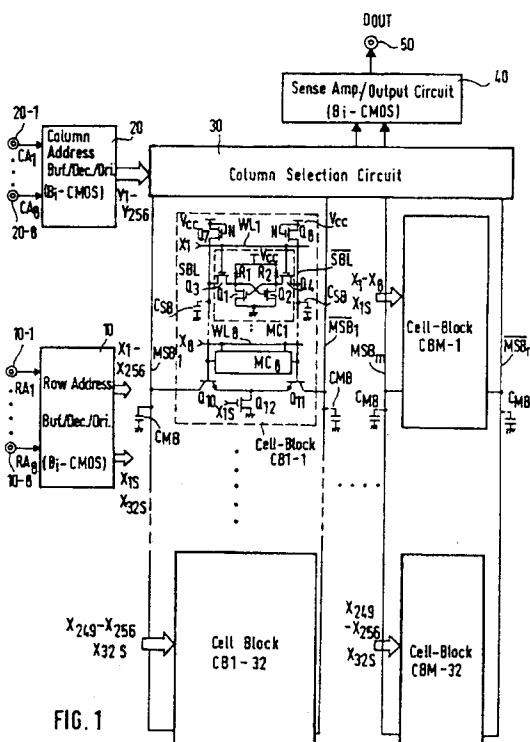 DOUT
50
40
Sense Amp./Output Circuit
(Bi-CMOS)
20-1
20
CA1
Column
Address
Buf./Dec./Dri.
(Bi-CMOS)
CA8
20-8
Y1-
Y256
30
Column Selection Circuit
Vcc
Vcc
Q7
N
N
Q8
X1
WL1
Vcc
SBL
SBL
R1
R2
Q3
Q4
Q1
Q2
CSB
CSB
MC1
X8
WL8
MC8
MSB1
MSB1
Q10
Q11
X1S
Q12
CMB
CMB
Cell-Block
CB1-1
10-1
10
RA1
Row Address
Buf./Dec./Dri.
(Bi-CMOS)
RA8
10-8
X1-
X256
X1S
X32S
X1-X8
X1S
Cell-Block
CBM-1
MSBm
CMB
CMB
X249-X256
X32S
Cell Block
CB1-32
X249
-X256
X32S
Cell-Block
CBM-32
FIG. 1